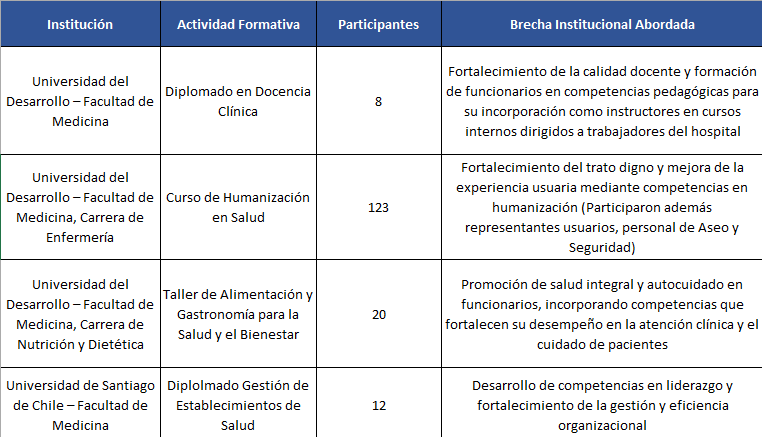 Institución
Actividad Formativa
Participantes
Brecha Institucional Abordada
Universidad del
Desarrollo – Facultad de
Medicina
Diplomado en Docencia
Clínica
8
Fortalecimiento de la calidad docente y formación
de funcionarios en competencias pedagógicas para
su incorporación como instructores en cursos
internos dirigidos a trabajadores del hospital
Universidad del
Desarrollo – Facultad de
Medicina, Carrera de
Enfermería
Curso de Humanización
en Salud
123
Fortalecimiento del trato digno y mejora de la
experiencia usuaria mediante competencias en
humanización (Participaron además
representantes usuarios, personal de Aseo y
Seguridad)
Universidad del
Desarrollo – Facultad de
Medicina, Carrera de
Nutrición y Dietética
Taller de Alimentación y
Gastronomía para la
Salud y el Bienestar
20
Promoción de salud integral y autocuidado en
funcionarios, incorporando competencias que
fortalecen su desempeño en la atención clínica y el
cuidado de pacientes
Universidad de Santiago
de Chile – Facultad de
Medicina
Diplolmado Gestión de
Establecimientos de
Salud
12
Desarrollo de competencias en liderazgo y
fortalecimiento de la gestión y eficiencia
organizacional